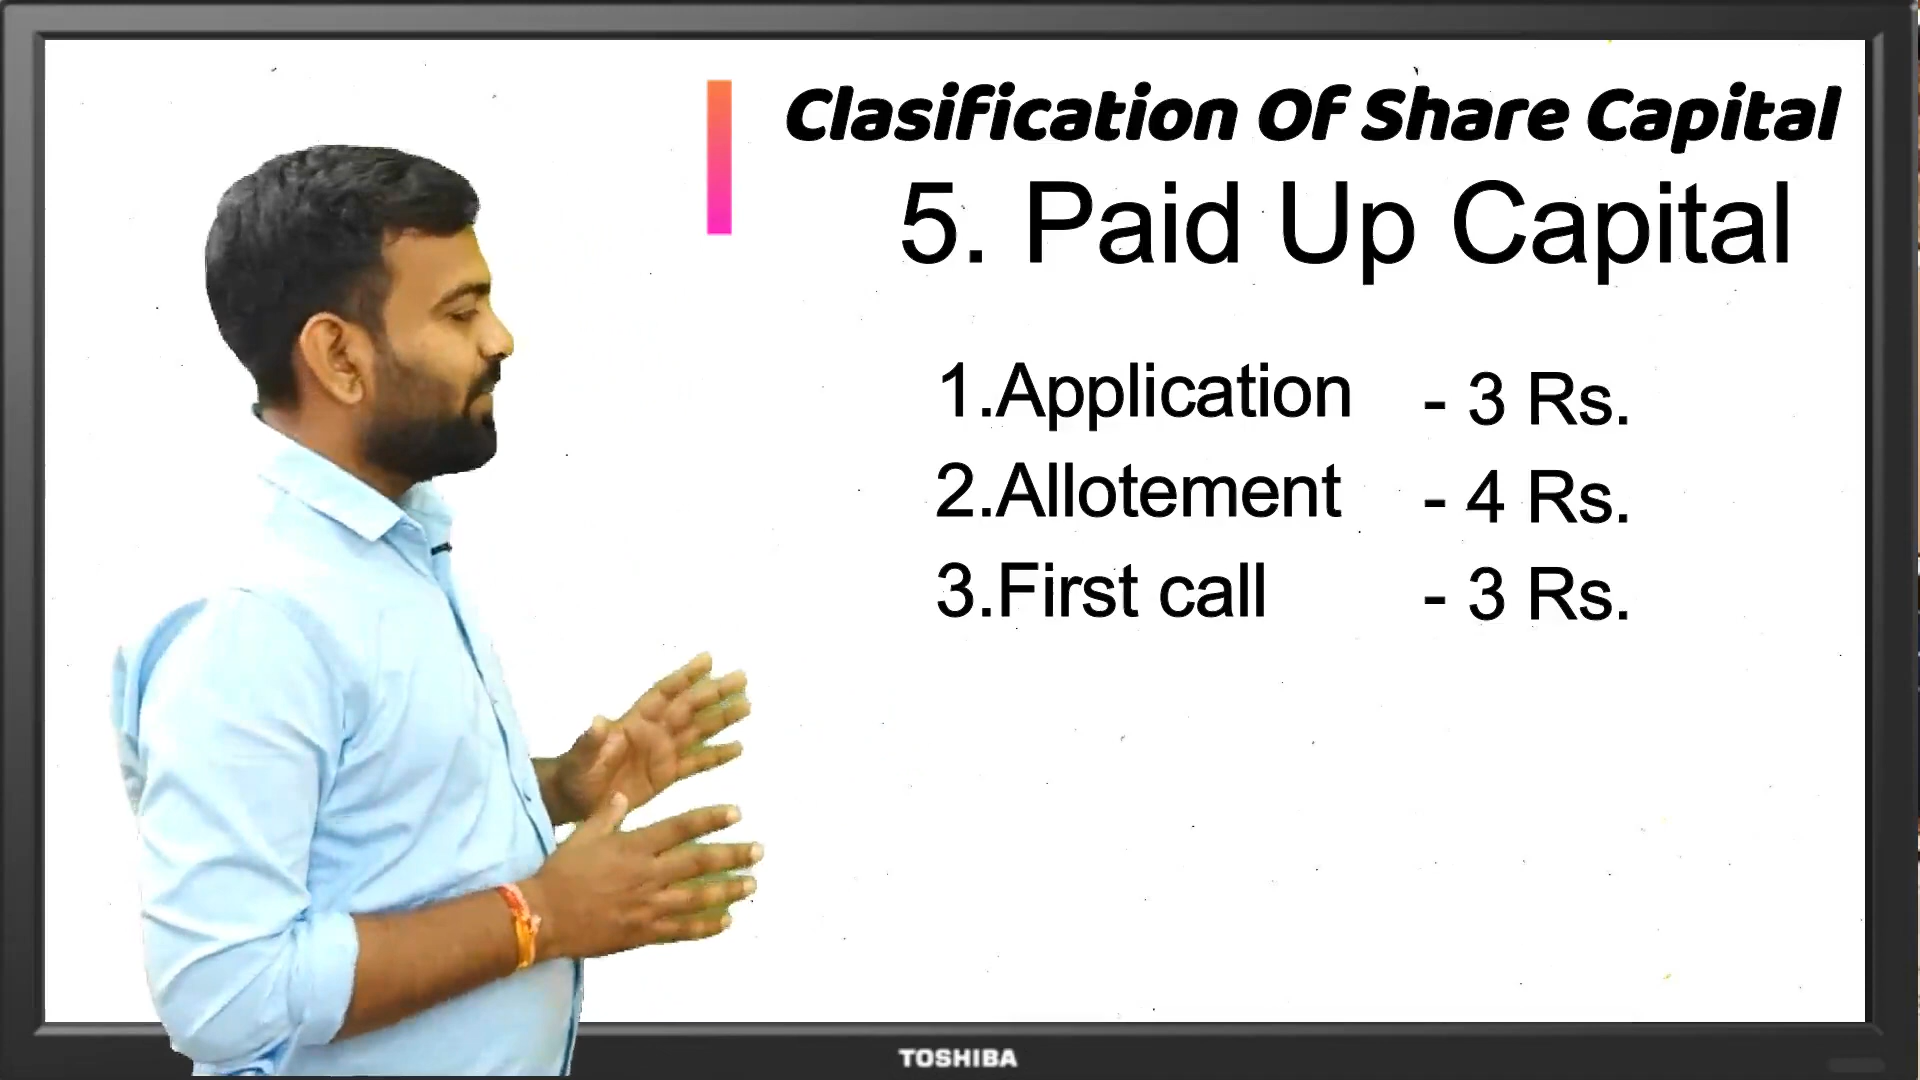 Clasification Of Share Capital
5. Paid Up Capital
1.Application - 3 Rs.
2.Allotement - 4 Rs.
3.First call - 3 Rs.
TOSHIBA